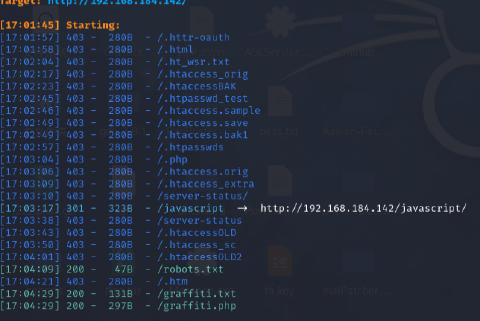 Target: http://192.168.184.142/
[17:01:45] Starting:
[17:01:57] 403 - 280B - /.httr-oauth
[17:01:58] 403 - 280B - /.html
[17:02:04] 403 - 280B - /.ht_wsr.txt
[17:02:17] 403 - 280B - /.htaccess_orig
[17:02:23] 403 - 280B - /.htaccessBAK
[17:02:45] 403 - 280B - /.htpasswd_test
[17:02:46] 403 - 280B - /.htaccess.sample
[17:02:49] 403 - 280B - /.htaccess.save
[17:02:49] 403 - 280B - /.htaccess.bak1
[17:02:57] 403 - 280B - /.htpasswds
[17:03:04] 403 - 280B - /.php
[17:03:06] 403 - 280B - /.htaccess.orig
[17:03:09] 403 - 280B - /.htaccess_extra
[17:03:10] 403 - 280B - /server-status/
[17:03:17] 301 - 323B - /javascript → http://192.168.184.142/javascript/
[17:03:38] 403 - 280B - /server-status
[17:03:43] 403 - 280B - /.htaccessOLD
[17:03:50] 403 - 280B - /.htaccess_sc
[17:04:01] 403 - 280B - /.htaccessOLD2
[17:04:09] 200 - 47B - /robots.txt
[17:04:21] 403 - 280B - /.htm
[17:04:29] 200 - 131B - /graffiti.txt
[17:04:29] 200 - 297B - /graffiti.php